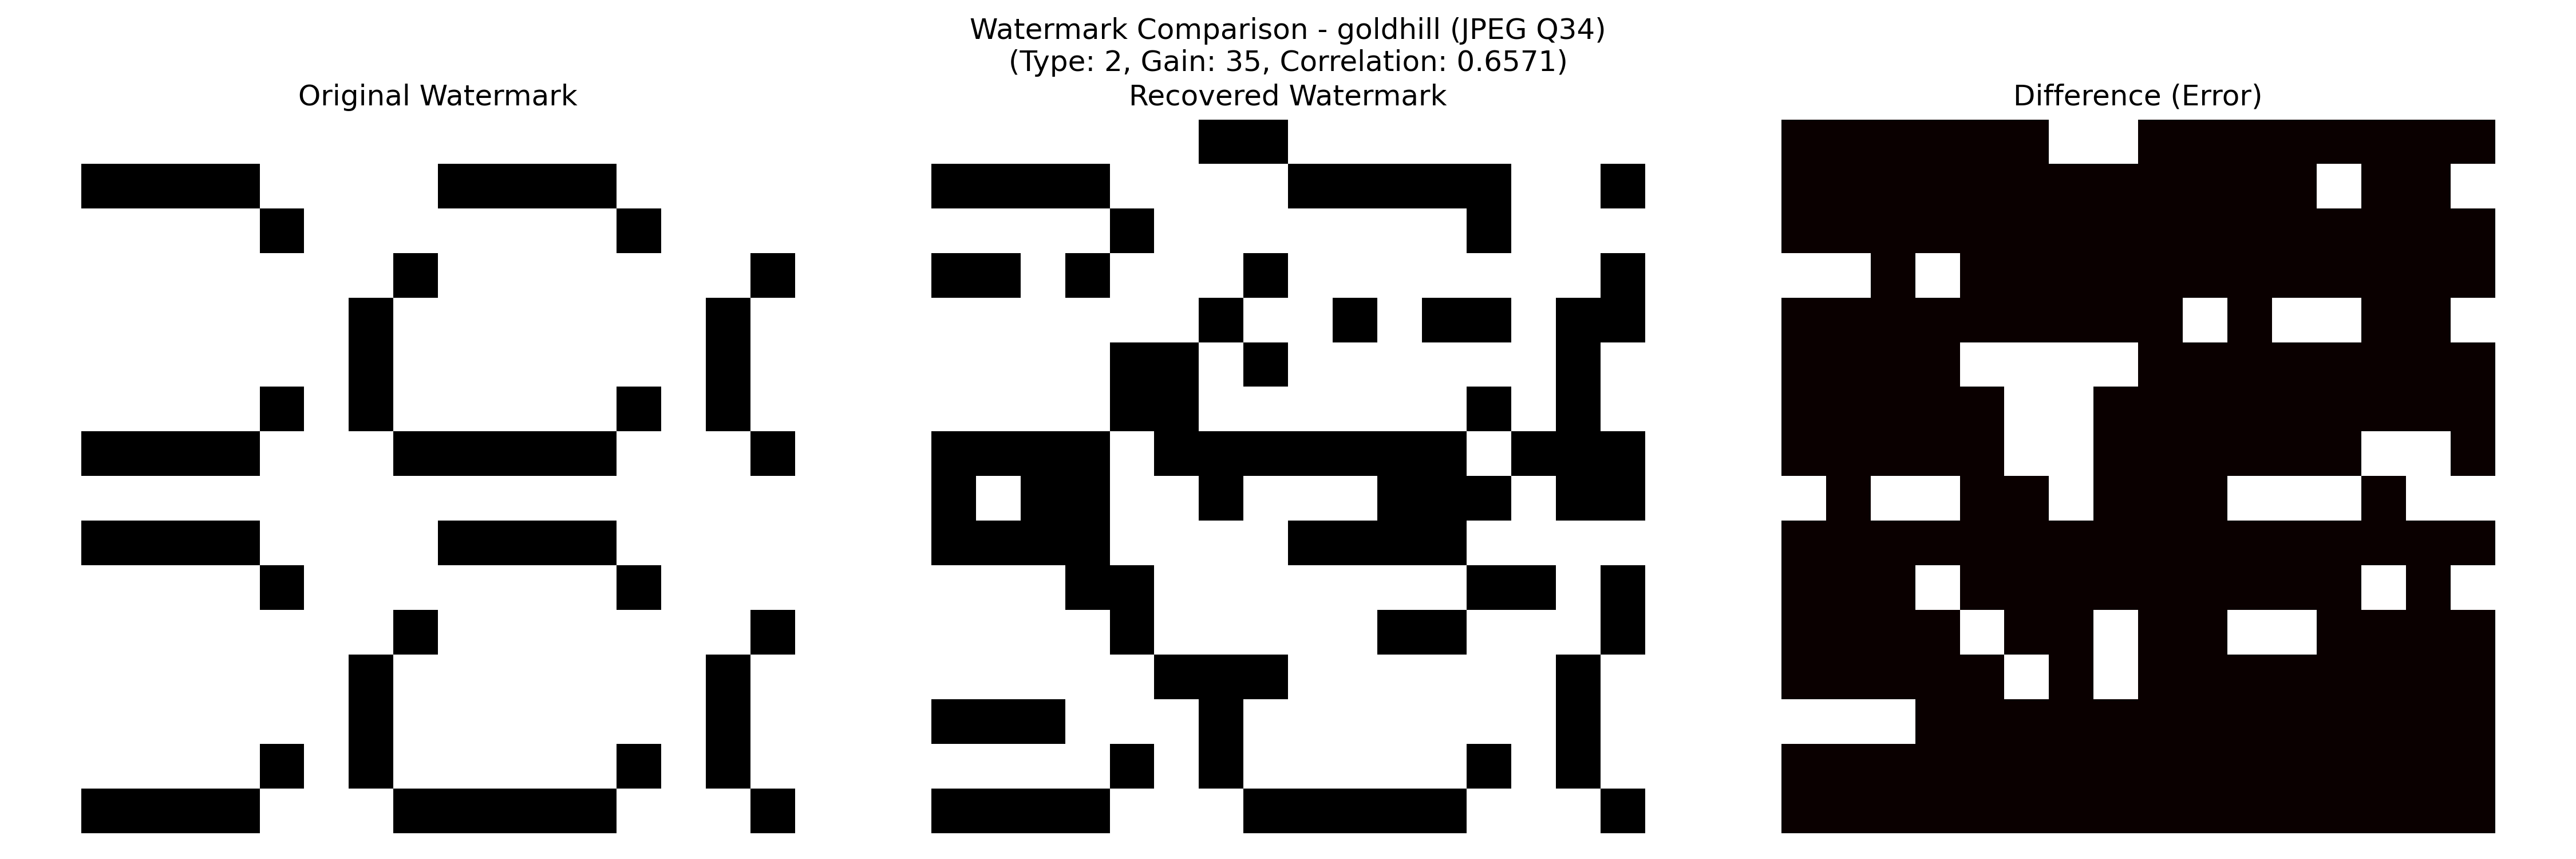 Watermark Comparison - goldhill (JPEG Q34)
(Type: 2, Gain: 35, Correlation: 0.6571)
Original Watermark
Recovered Watermark
Difference (Error)